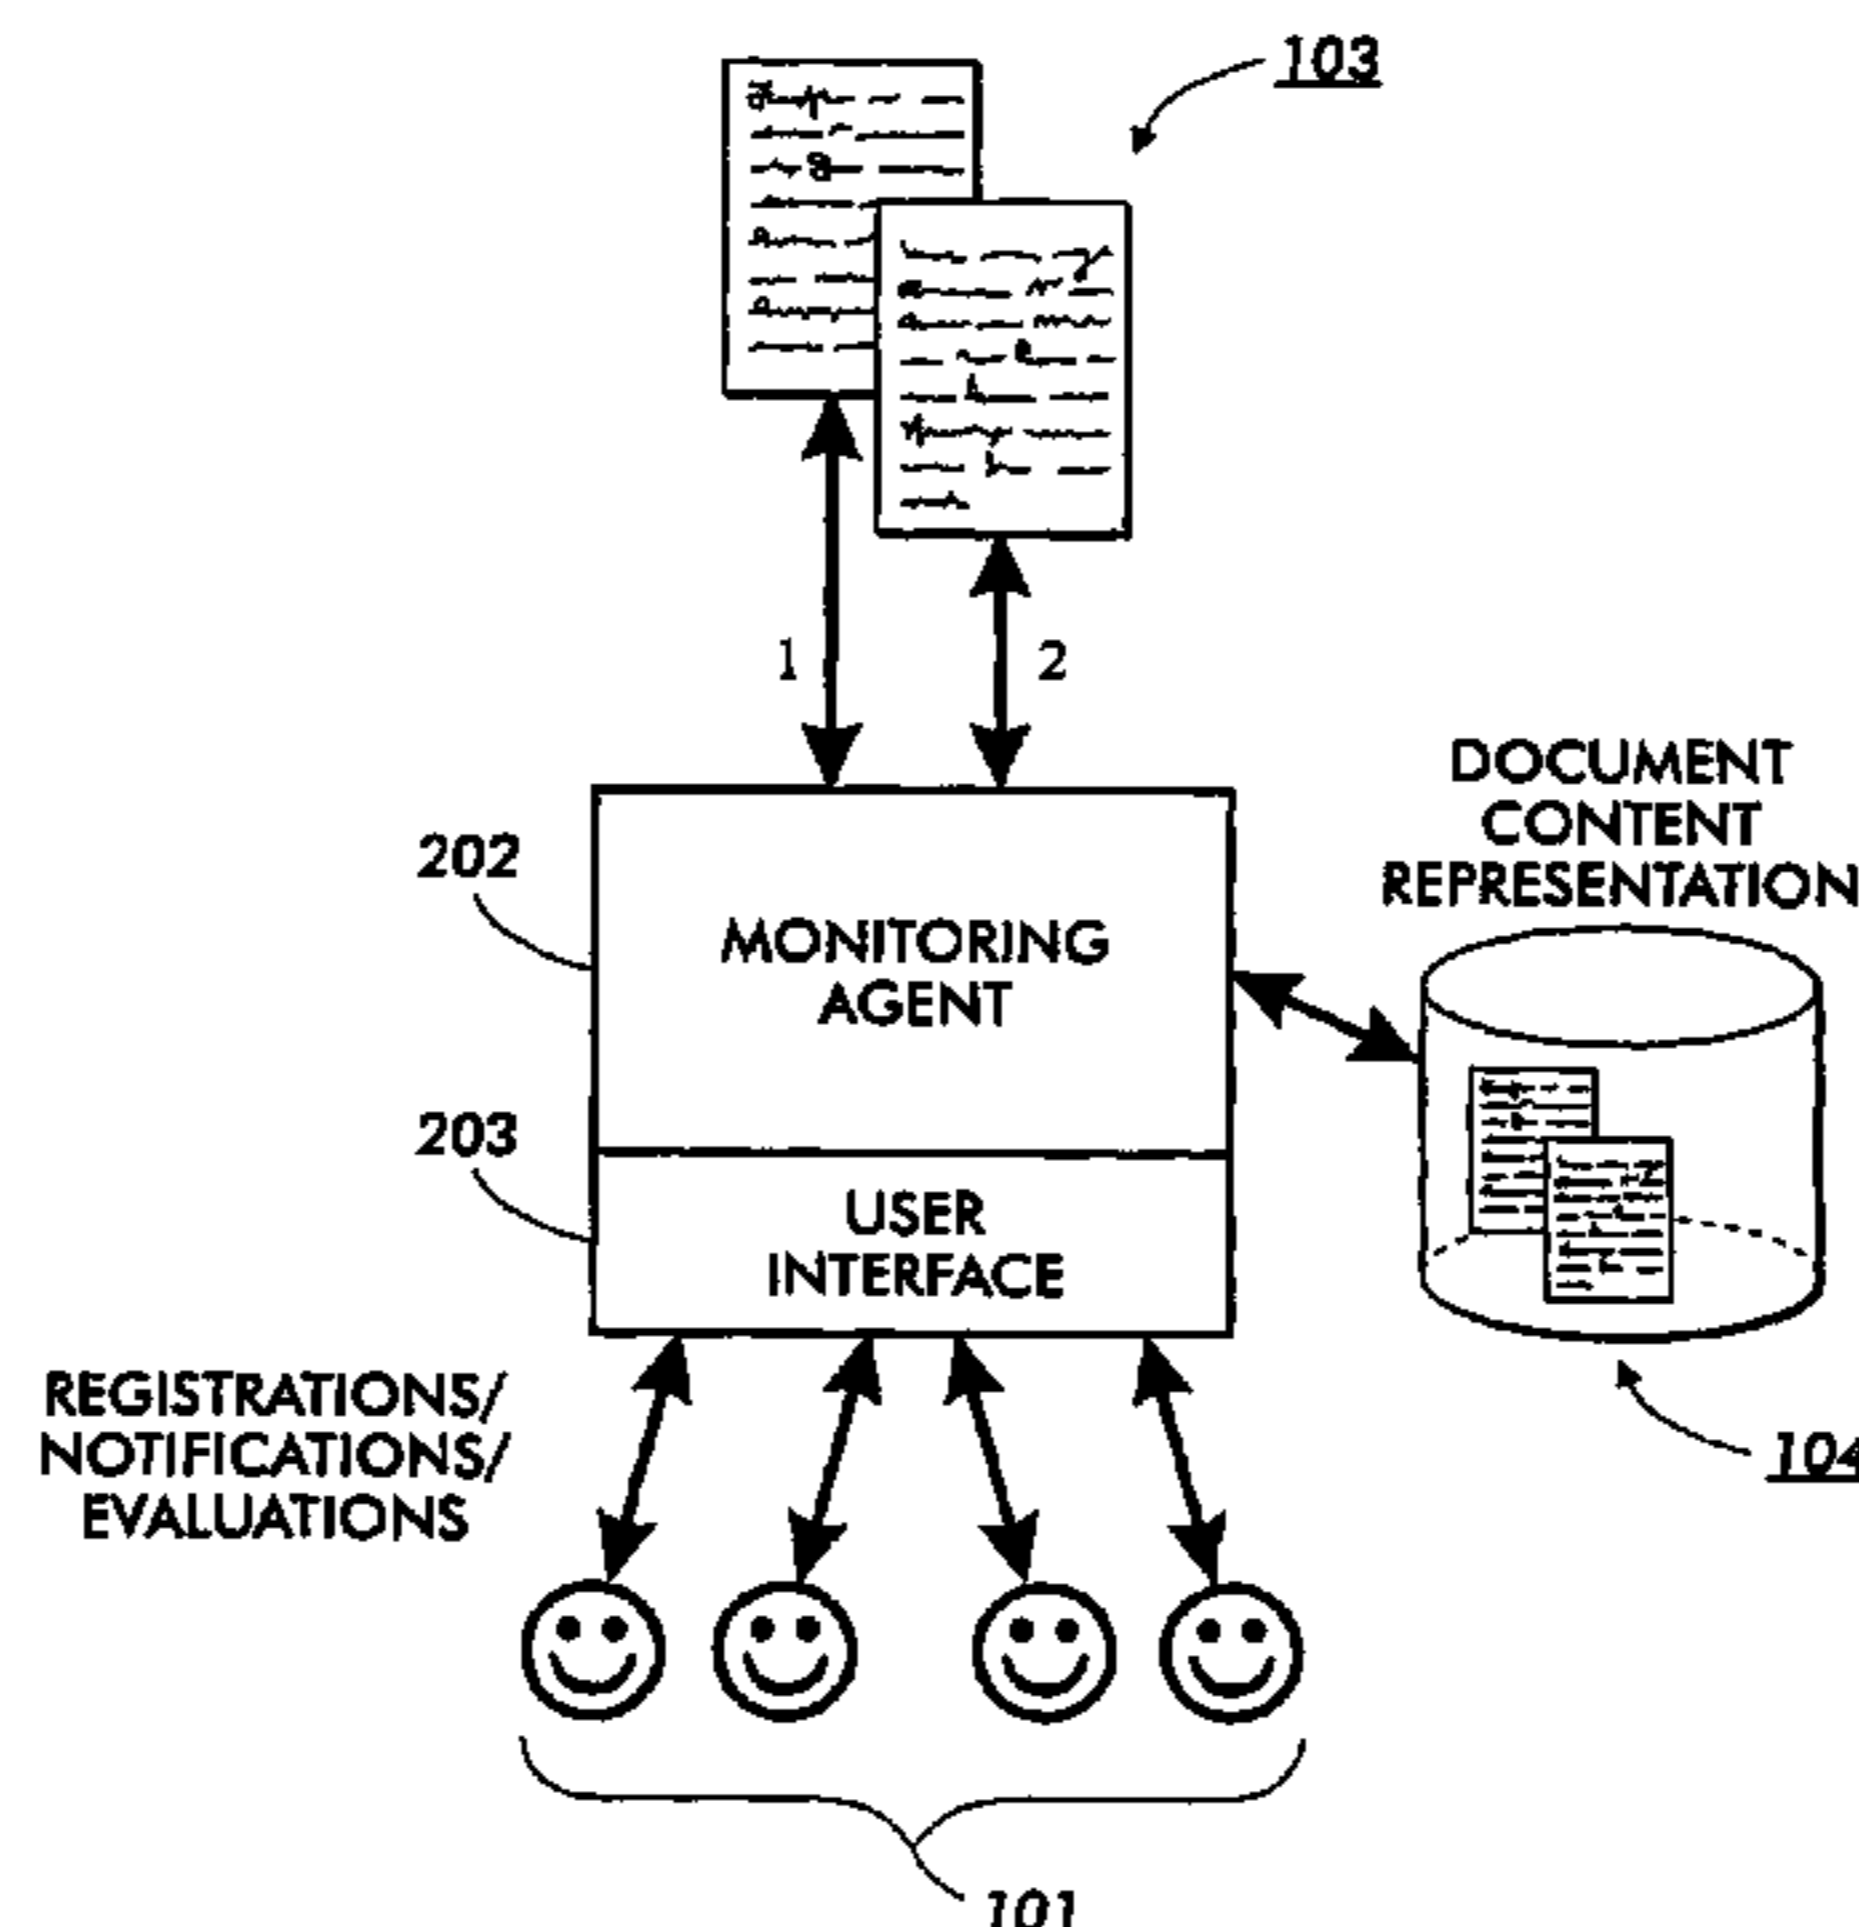 103
1
2
DOCUMENT
CONTENT
REPRESENTATION
202
MONITORING
AGENT
203
USER
INTERFACE
REGISTRATIONS/
NOTIFICATIONS/
EVALUATIONS
104
101